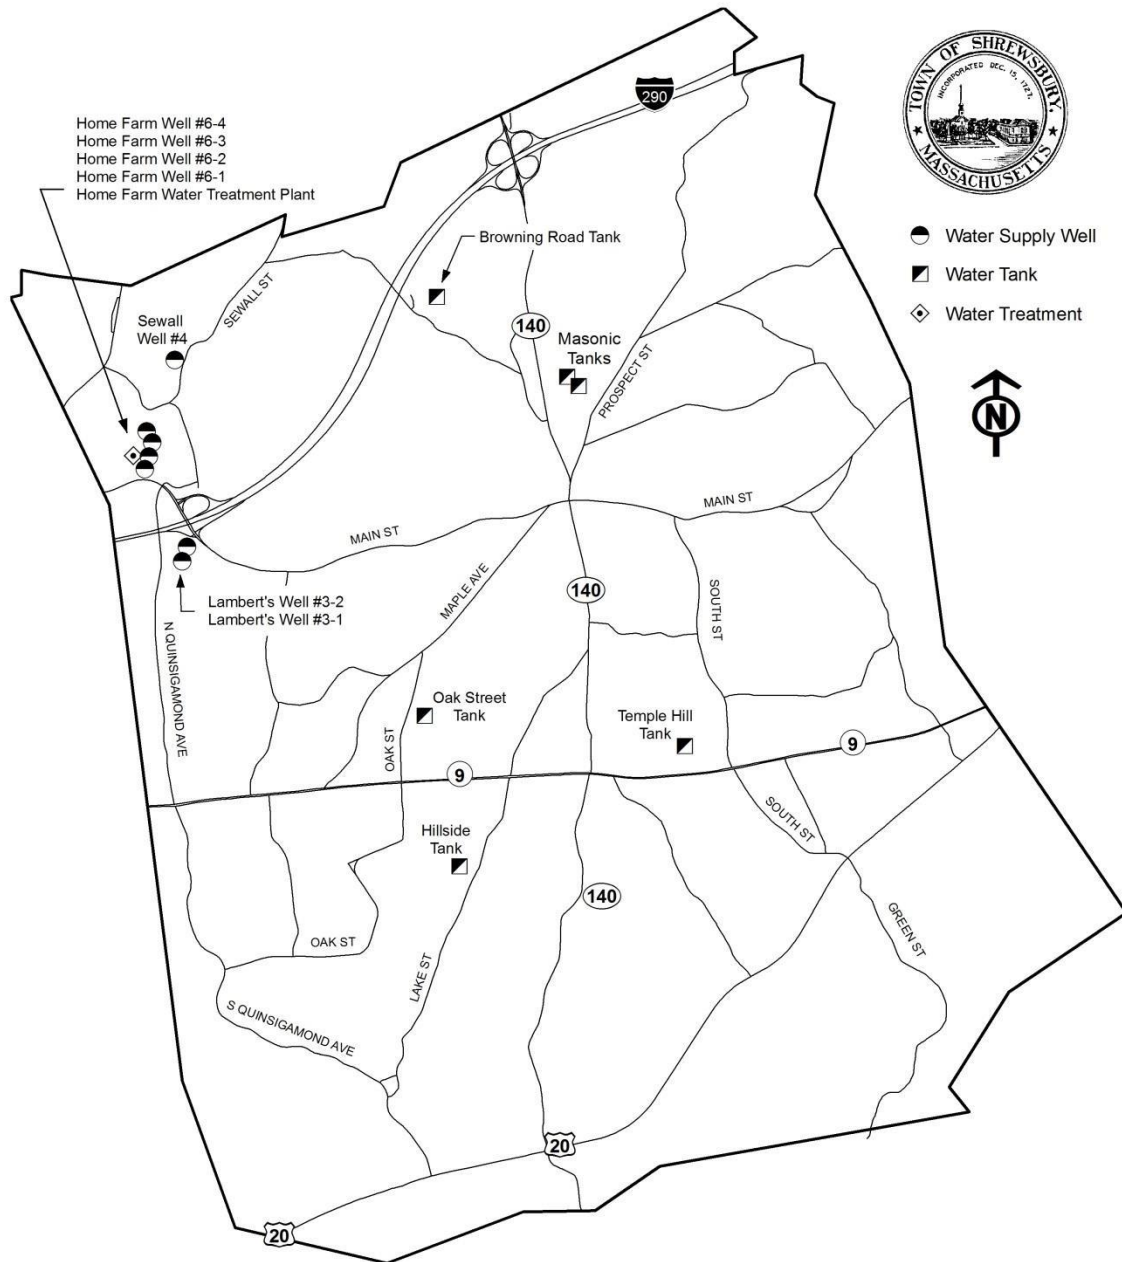 290
TOWN OF SHREWSBURY,
INCORPORATED DEC. 15, 1727.
MASSACHUSETTS
Home Farm Well #6-4
Home Farm Well #6-3
Home Farm Well #6-2
Home Farm Well #6-1
Home Farm Water Treatment Plant
Water Supply Well
Water Tank
Water Treatment
N
Browning Road Tank
SEWALL ST
Sewall
Well #4
140
Masonic
Tanks
PROSPECT ST
MAIN ST
MAIN ST
MAPLE AVE
140
SOUTH ST
Lambert's Well #3-2
Lambert's Well #3-1
N QUINSIGAMOND AVE
Oak Street
Tank
OAK ST
Temple Hill
Tank
9
9
SOUTH ST
Hillside
Tank
140
GREEN ST
OAK ST
LAKE ST
S QUINSIGAMOND AVE
20
20